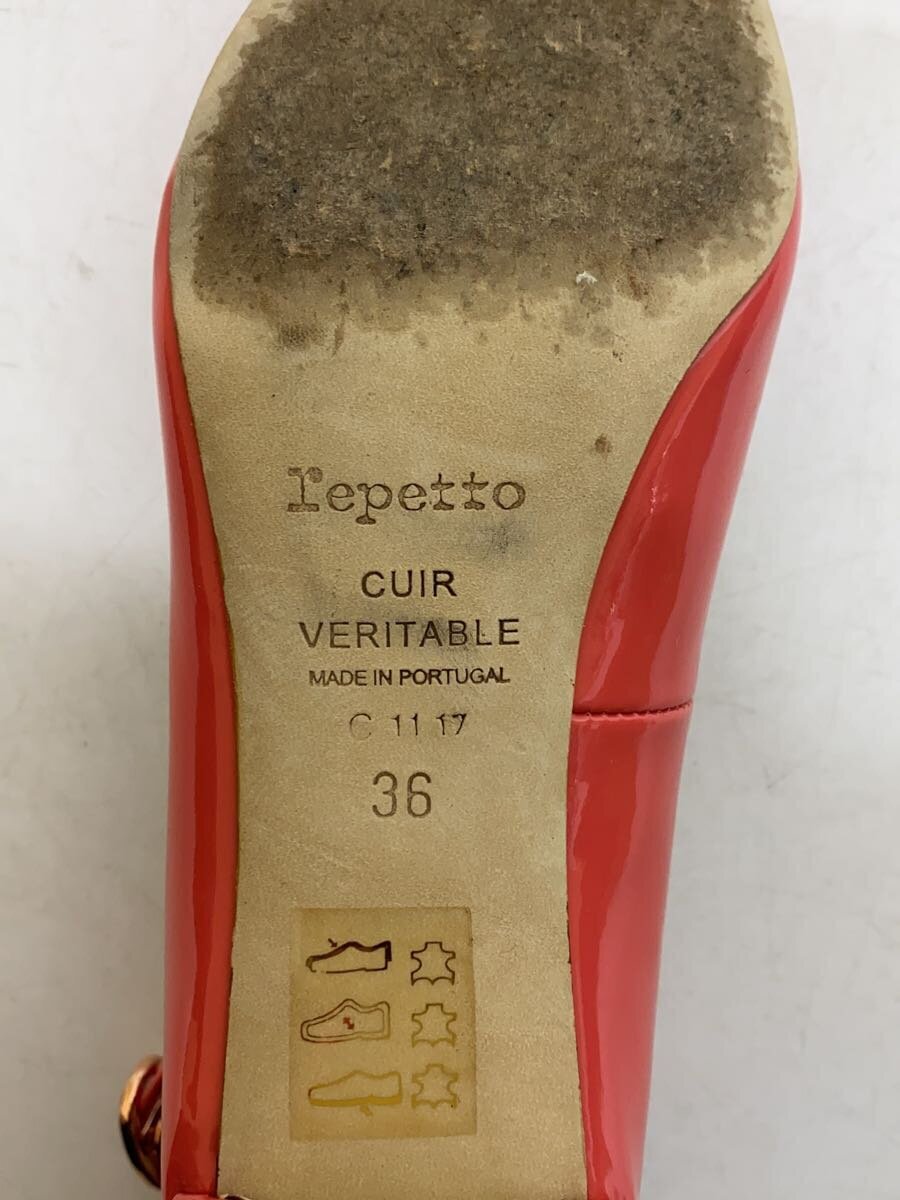 repetto
CUIR
VERITABLE
MADE IN PORTUGAL
C 11 17
36